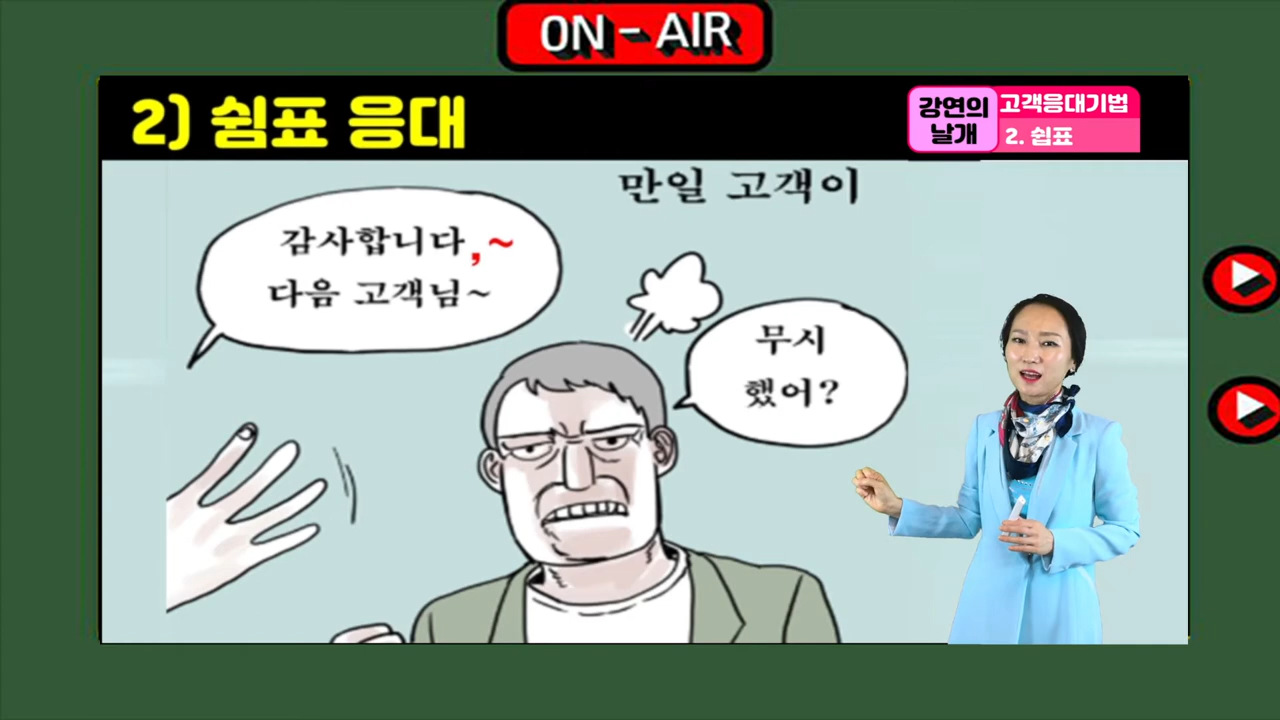 ON - AIR
2) 쉼표 응대
강연의
날개
고객응대기법
2. 쉼표
만일 고객이
감사합니다,~
다음 고객님~
무시
했어?